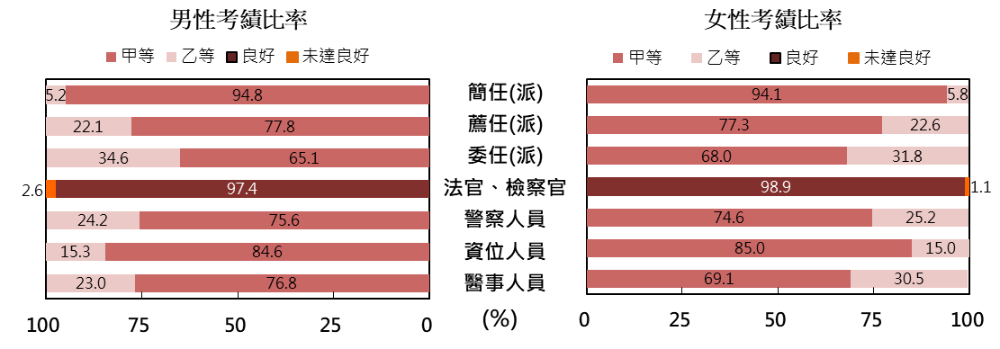 男性考績比率
女性考績比率
甲等 乙等 良好 未達良好
甲等 乙等 良好 未達良好
5.2 94.8 簡任(派) 94.1 5.8
22.1 77.8 薦任(派) 77.3 22.6
34.6 65.1 委任(派) 68.0 31.8
2.6 97.4 法官、檢察官 98.9 1.1
24.2 75.6 警察人員 74.6 25.2
15.3 84.6 資位人員 85.0 15.0
23.0 76.8 醫事人員 69.1 30.5
100 75 50 25 0 (%) 0 25 50 75 100